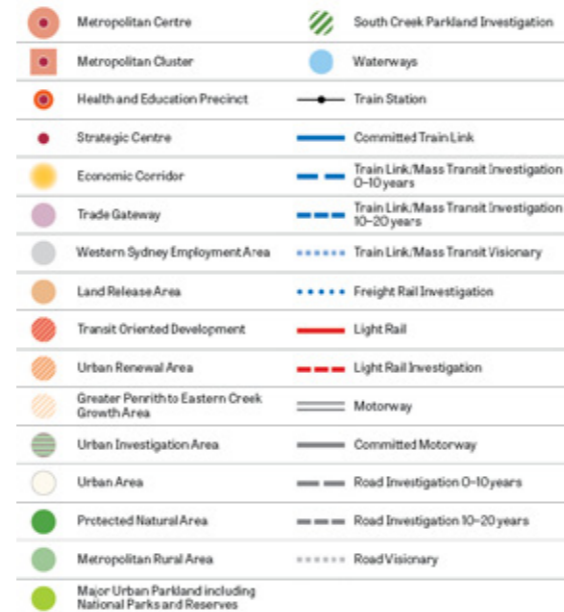 Metropolitan Centre
Metropolitan Cluster
Health and Education Precinct
Strategic Centre
Economic Corridor
Trade Gateway
Western Sydney Employment Area
Land Release Area
Transit Oriented Development
Urban Renewal Area
Greater Penrith to Eastern Creek
Growth Area
Urban Investigation Area
Urban Area
Protected Natural Area
Metropolitan Rural Area
Major Urban Parkland including
National Parks and Reserves
South Creek Parkland Investigation
Waterways
Train Station
Committed Train Link
Train Link/Mass Transit Investigation
0–10 years
Train Link/Mass Transit Investigation
10–20 years
Train Link/Mass Transit Visionary
Freight Rail Investigation
Light Rail
Light Rail Investigation
Motorway
Committed Motorway
Road Investigation 0–10 years
Road Investigation 10–20 years
Road Visionary